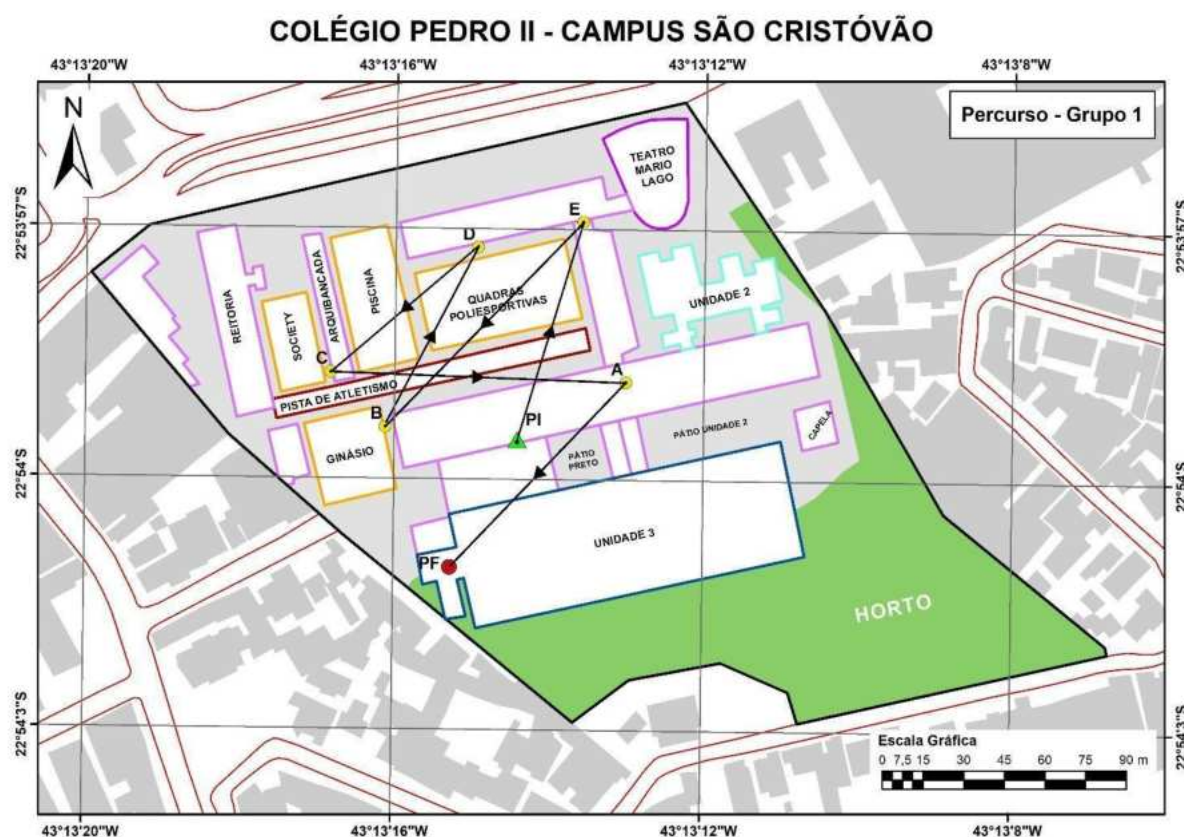 COLÉGIO PEDRO II - CAMPUS SÃO CRISTÓVÃO
43°13'20"W
43°13'16"W
43°13'12"W
43°13'8"W
N
Percurso - Grupo 1
TEATRO
MARIO
LAGO
22°53'57"S
22°53'57"S
E
D
REITORIA
SOCIETY
ARQUIBANCADA
PISCINA
QUADRAS
POLIESPORTIVAS
UNIDADE 2
C
A
PISTA DE ATLETISMO
B
PI
GINÁSIO
PÁTIO
PRETO
PÁTIO UNIDADE 2
CAPELA
22°54'S
22°54'S
UNIDADE 3
PF
HORTO
22°54'3"S
22°54'3"S
Escala Gráfica
0 7,5 15 30 45 60 75 90 m
43°13'20"W
43°13'16"W
43°13'12"W
43°13'8"W